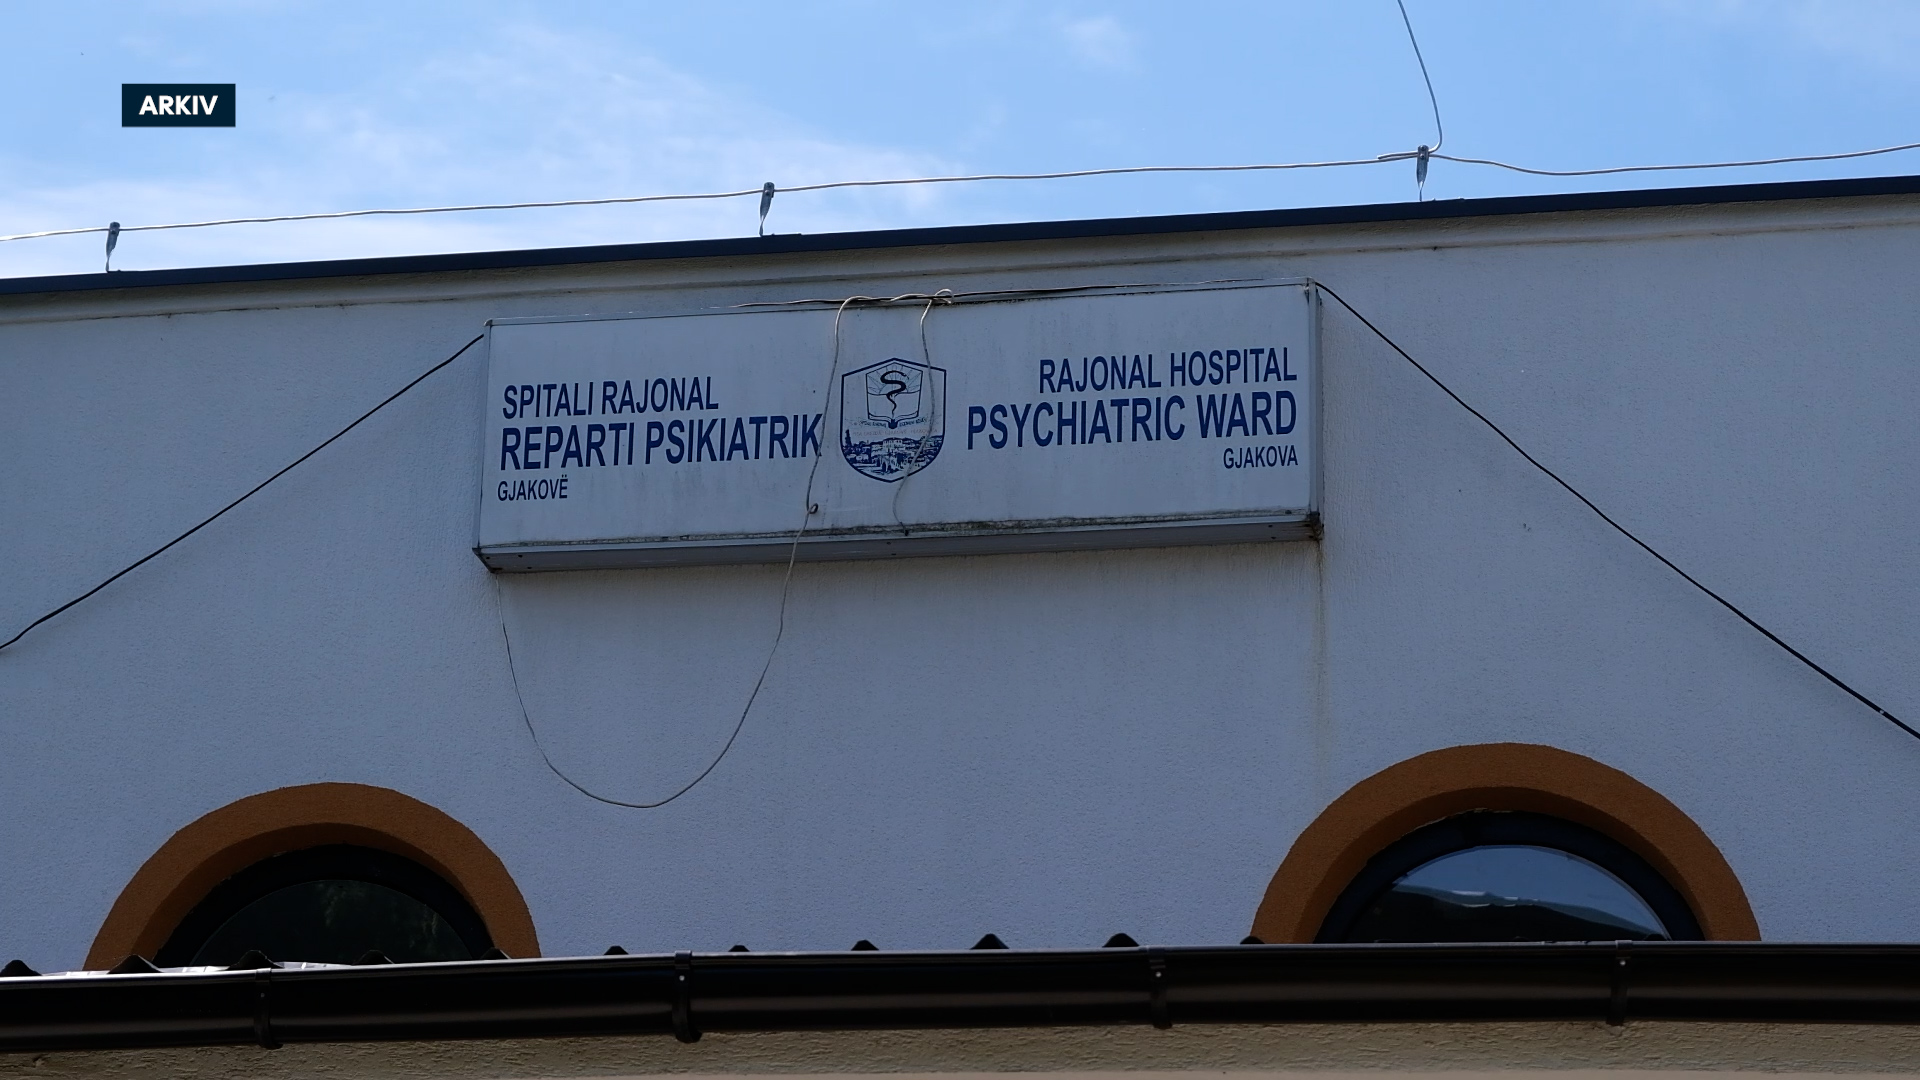 ARKIV
SPITALI RAJONAL
REPARTI PSIKIATRIK
GJAKOVË
RAJONAL HOSPITAL
PSYCHIATRIC WARD
GJAKOVA